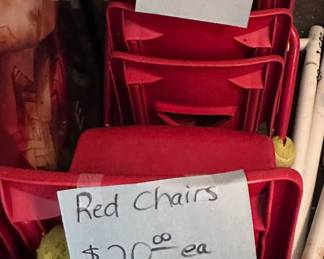 Red Chairs
$20.00 ea